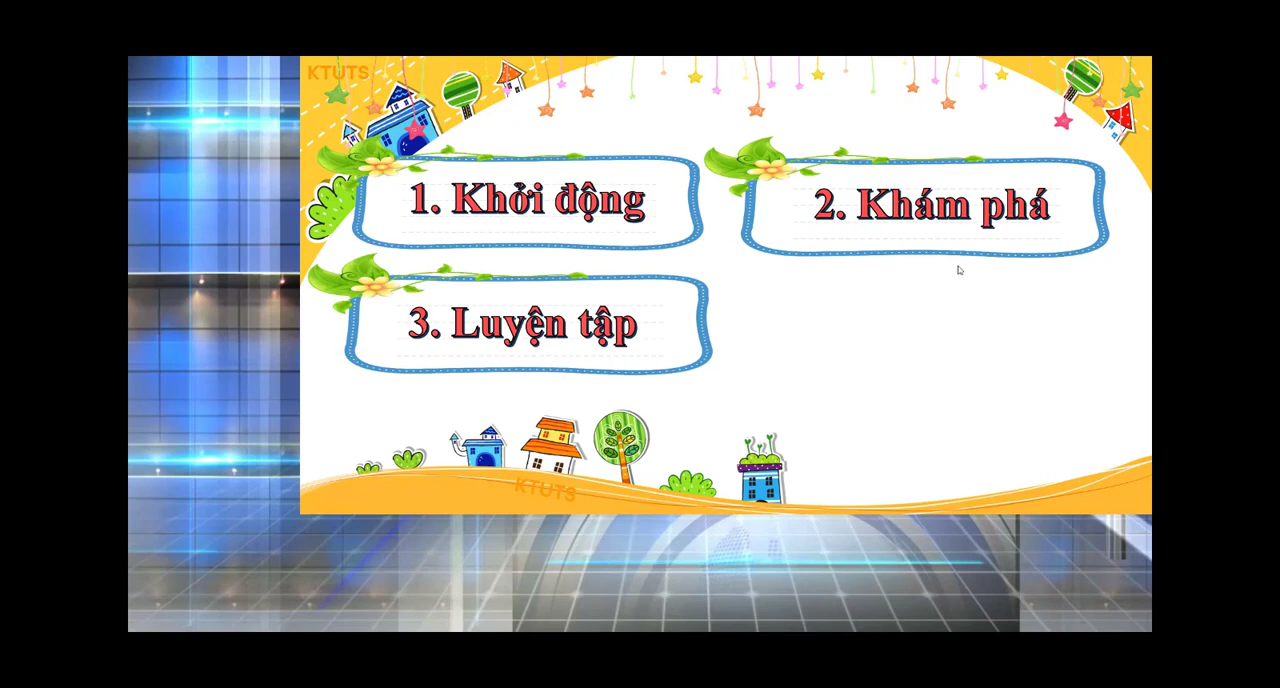 KTUTS
1. Khởi động
2. Khám phá
3. Luyện tập
KTUTS